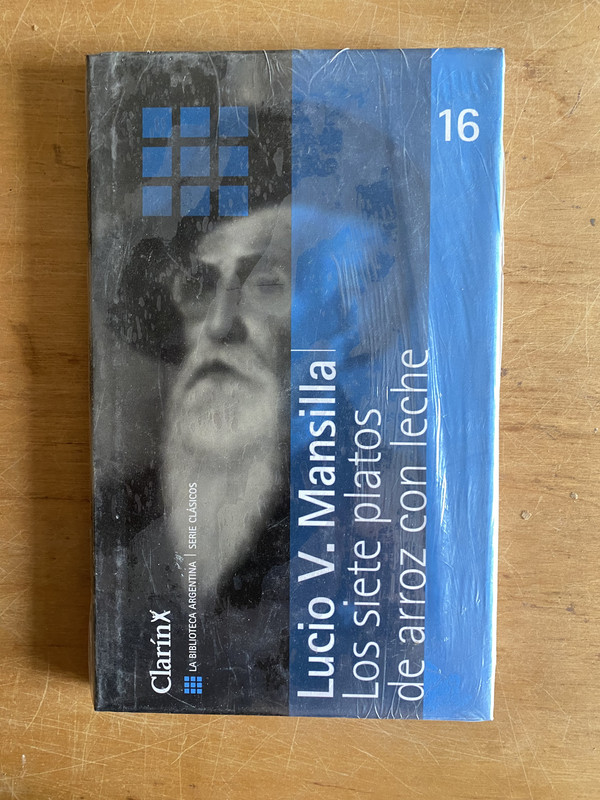 16
Lucio V. Mansilla
Los siete platos
de arroz con leche
Clarín
LA BIBLIOTECA ARGENTINA | SERIE CLÁSICOS